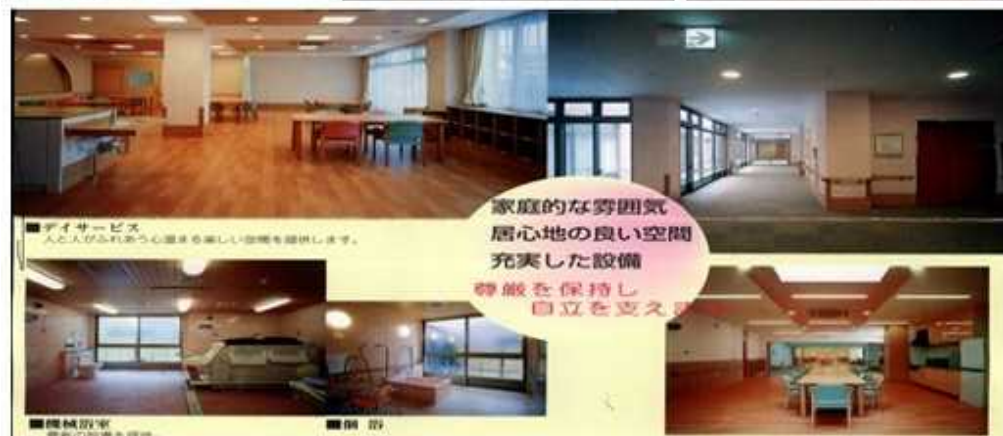 ■デイサービス
人と人がふれあう心温まる楽しい空間を提供します。
家庭的な雰囲気
居心地の良い空間
充実した設備
尊厳を保持し
自立を支えま
■機械浴室
■個 浴